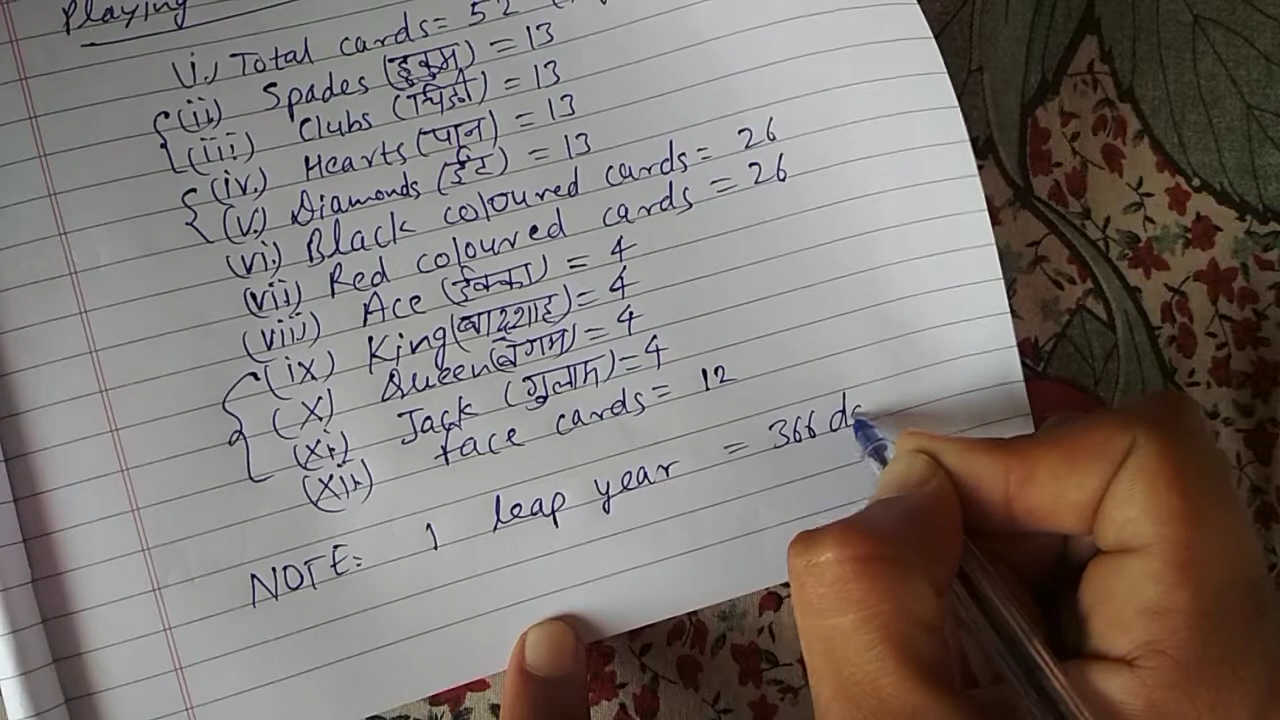 Playing
(i.) Total cards = 52
(ii) Spades (हुकुम) = 13
(iii) Clubs (चिड़ी) = 13
(iv.) Hearts (पान) = 13
(v.) Diamonds (ईंट) = 13
(vi.) Black coloured cards = 26
(vii) Red coloured cards = 26
(viii) Ace (ईक्का) = 4
(ix) King (बादशाह) = 4
(x) Queen (बेगम) = 4
(xi) Jack (गुलाम) = 4
(xii) face cards = 12
NOTE: 1 leap year = 366 da